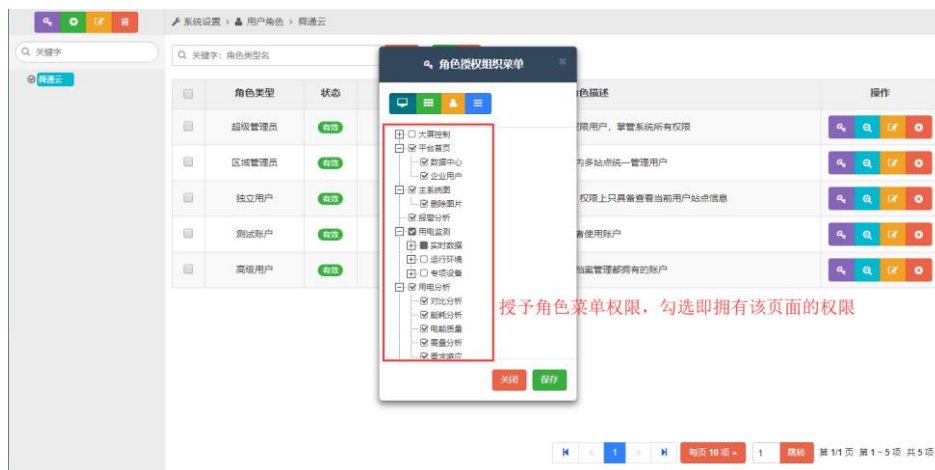 系统设置 > 用户角色 > 舜通云
关键字
关键字：角色类型名
舜通云
角色类型
状态
色描述
操作
超级管理员
有效
限用户，掌管系统所有权限
区域管理员
有效
内多站点统一管理用户
独立用户
有效
权限上只具备查看当前用户站点信息
测试账户
有效
者使用账户
高级用户
有效
档案管理都拥有的账户
角色授权组织菜单
大屏控制
平台首页
数据中心
企业用户
主系统图
删除图片
报警分析
用电监测
实时数据
运行环境
专项设备
用电分析
对比分析
能耗分析
电能质量
需量分析
需求响应
授予角色菜单权限，勾选即拥有该页面的权限
关闭
保存
1
每页 10 项
1
跳转
第 1/1 页 第 1 ~ 5 项 共 5 项